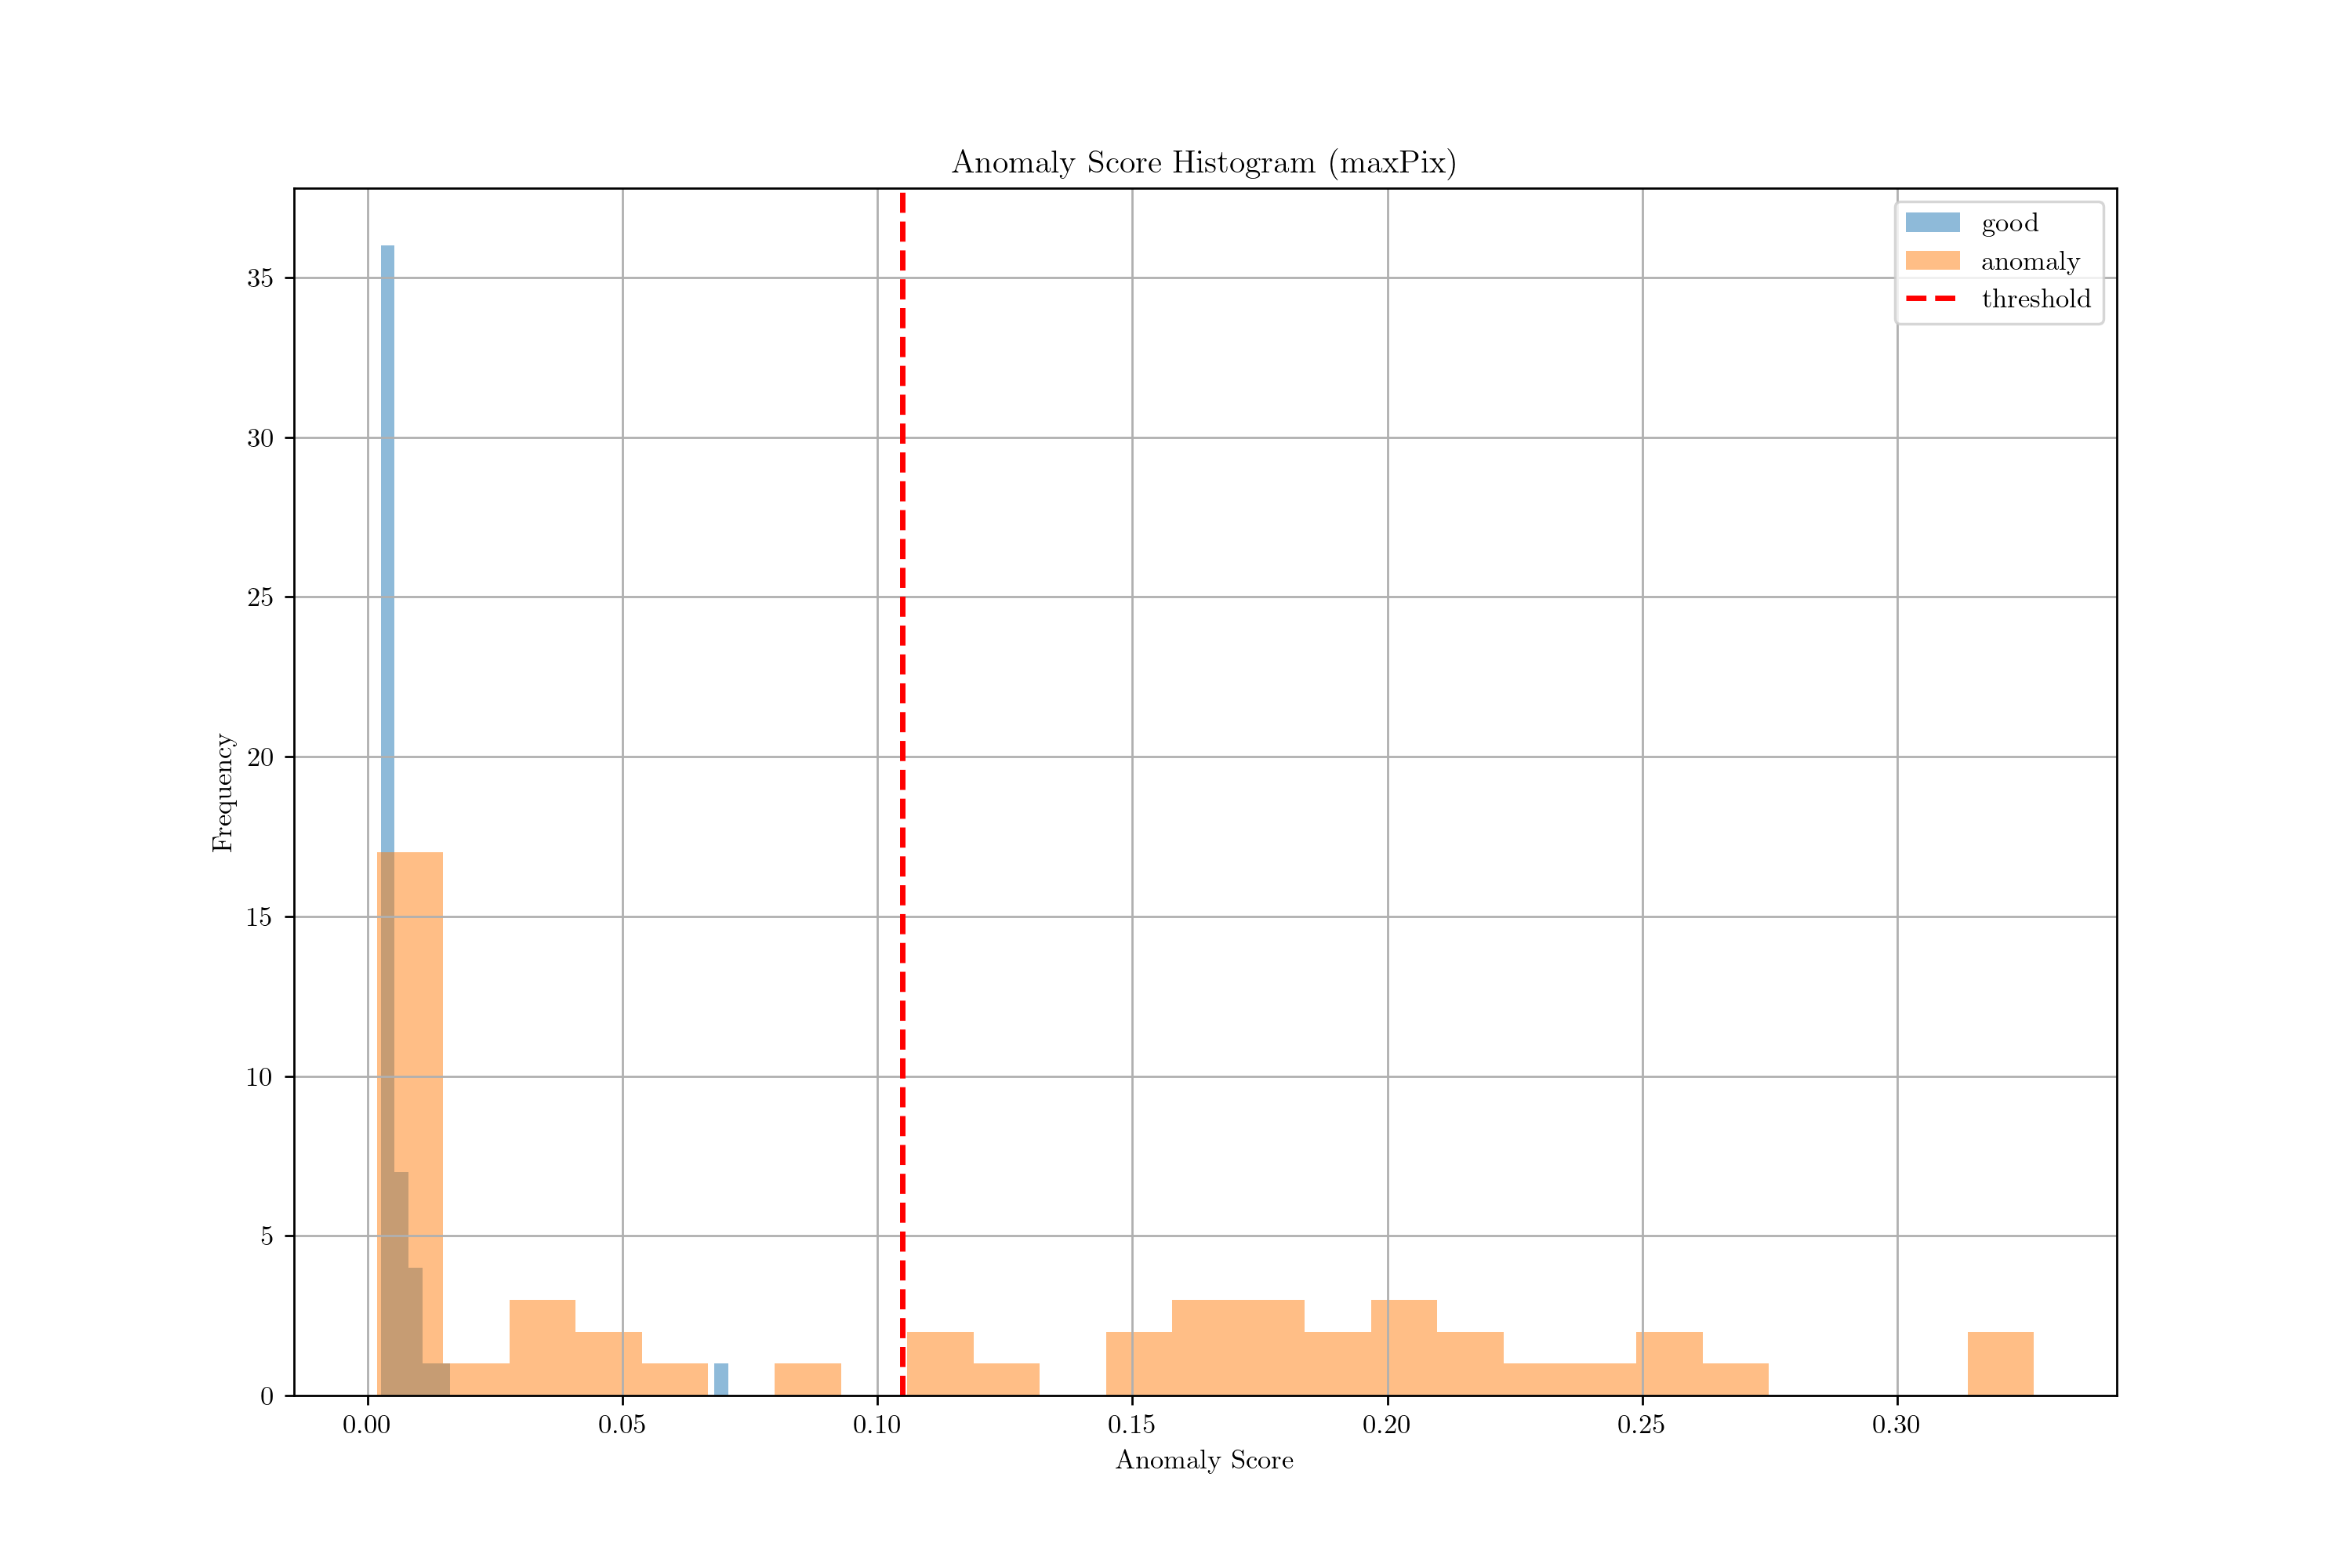 Anomaly Score Histogram (maxPix)
good
anomaly
threshold
35
30
25
20
15
10
5
0
Frequency
0.00 0.05 0.10 0.15 0.20 0.25 0.30
Anomaly Score